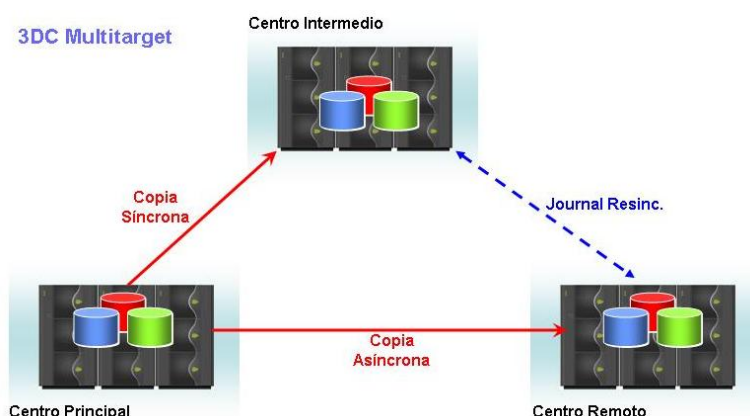 3DC Multitarget
Centro Intermedio
Copia
Síncrona
Journal Resinc.
Copia
Asíncrona
Centro Principal
Centro Remoto